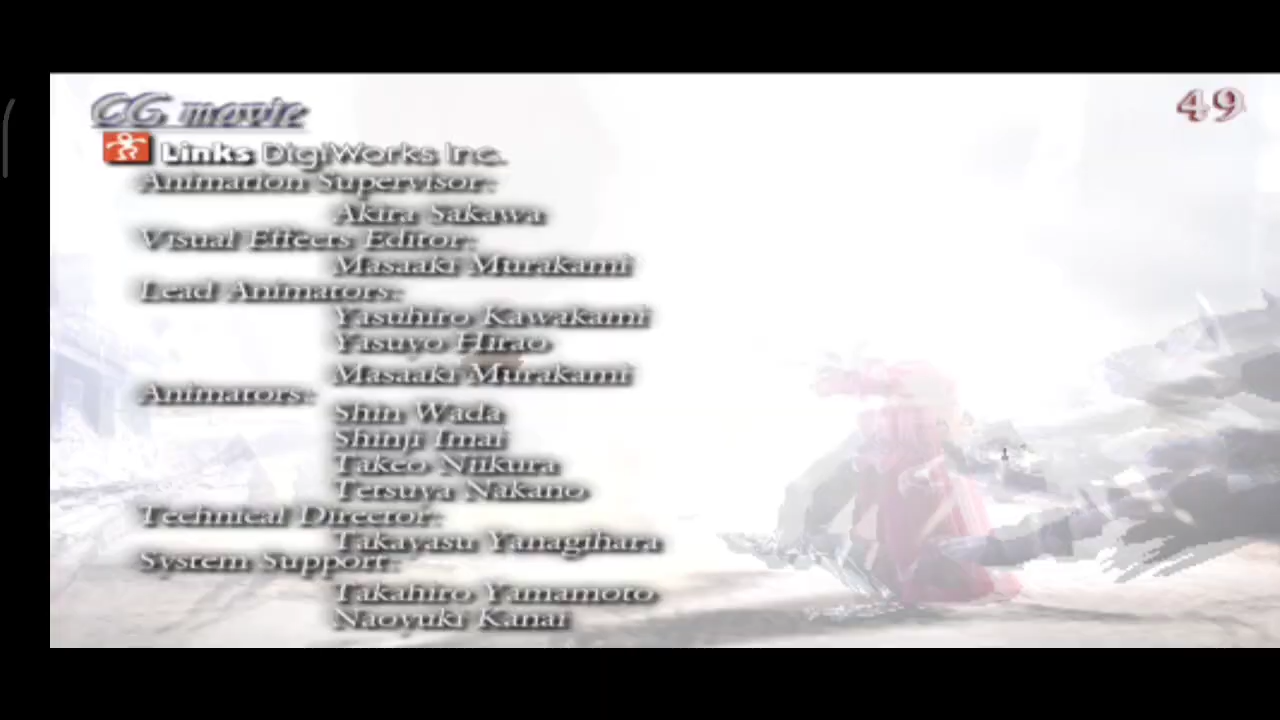 CG movie
49
Links DigiWorks Inc.
Animation Supervisor:
Akira Sakawa
Visual Effects Editor:
Masaaki Murakami
Lead Animators:
Yasuhiro Kawakami
Yasuyo Hirao
Masaaki Murakami
Animators:
Shin Wada
Shinji Imai
Takeo Niikura
Tetsuya Nakano
Technical Director:
Takayasu Yanagihara
System Support:
Takahiro Yamamoto
Naoyuki Kanai